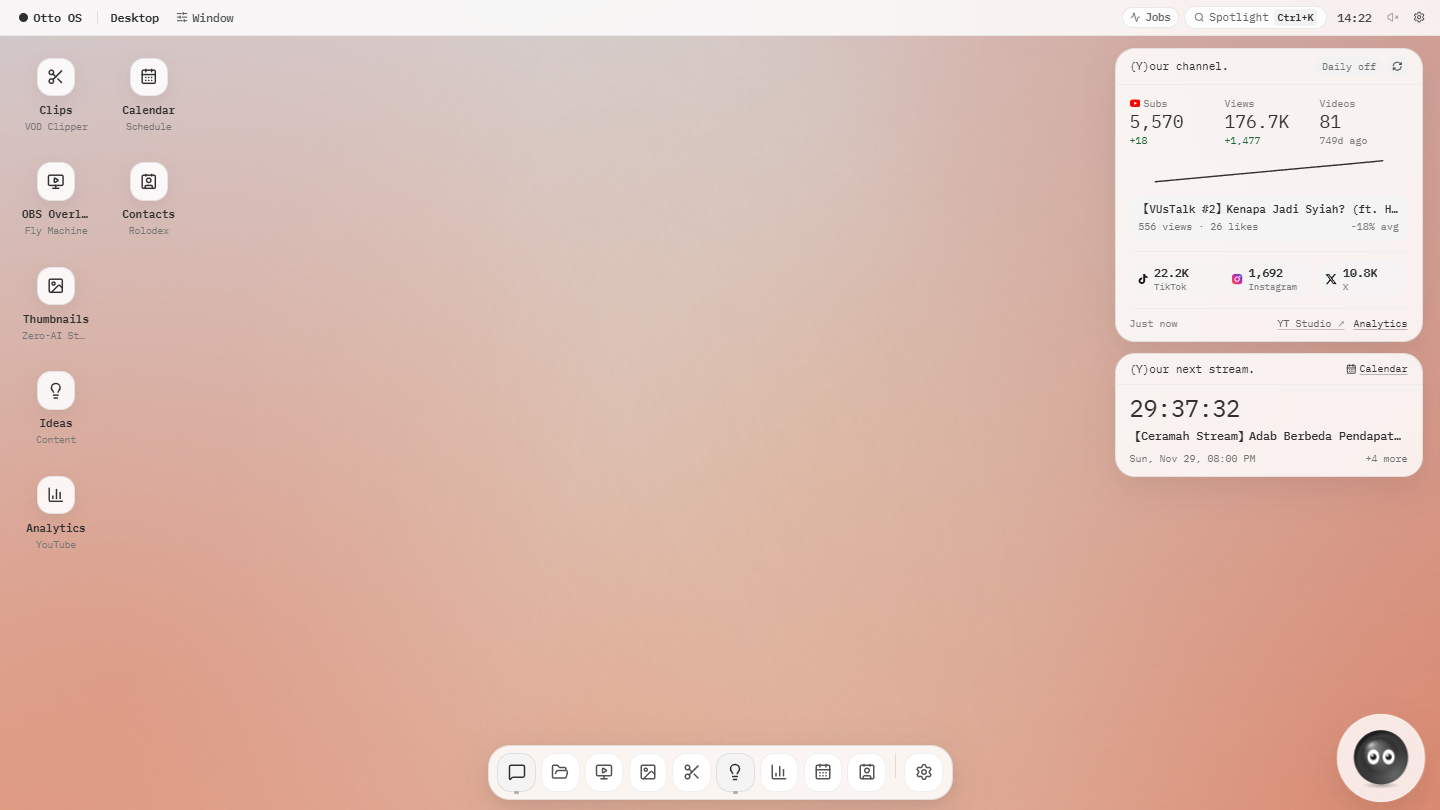 Otto OS Desktop Window Jobs Spotlight Ctrl+K 14:22
Clips
VOD Clipper
Calendar
Schedule
OBS Overl…
Fly Machine
Contacts
Rolodex
Thumbnails
Zero-AI St…
Ideas
Content
Analytics
YouTube
(Y)our channel. Daily off
Subs Views Videos
5,570 176.7K 81
+18 +1,477 749d ago
【VUsTalk #2】Kenapa Jadi Syiah? (ft. H…
556 views · 26 likes -18% avg
22.2K 1,692 10.8K
TikTok Instagram X
Just now YT Studio ↗ Analytics
(Y)our next stream. Calendar
29:37:32
【Ceramah Stream】Adab Berbeda Pendapat…
Sun, Nov 29, 08:00 PM +4 more